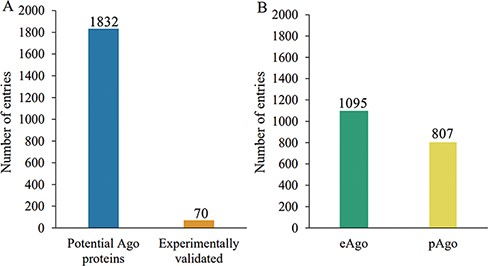 A
Number of entries
2000
1800
1600
1400
1200
1000
800
600
400
200
0
1832
70
Potential Ago
proteins
Experimentally
validated
B
Number of entries
2000
1800
1600
1400
1200
1000
800
600
400
200
0
1095
807
eAgo
pAgo